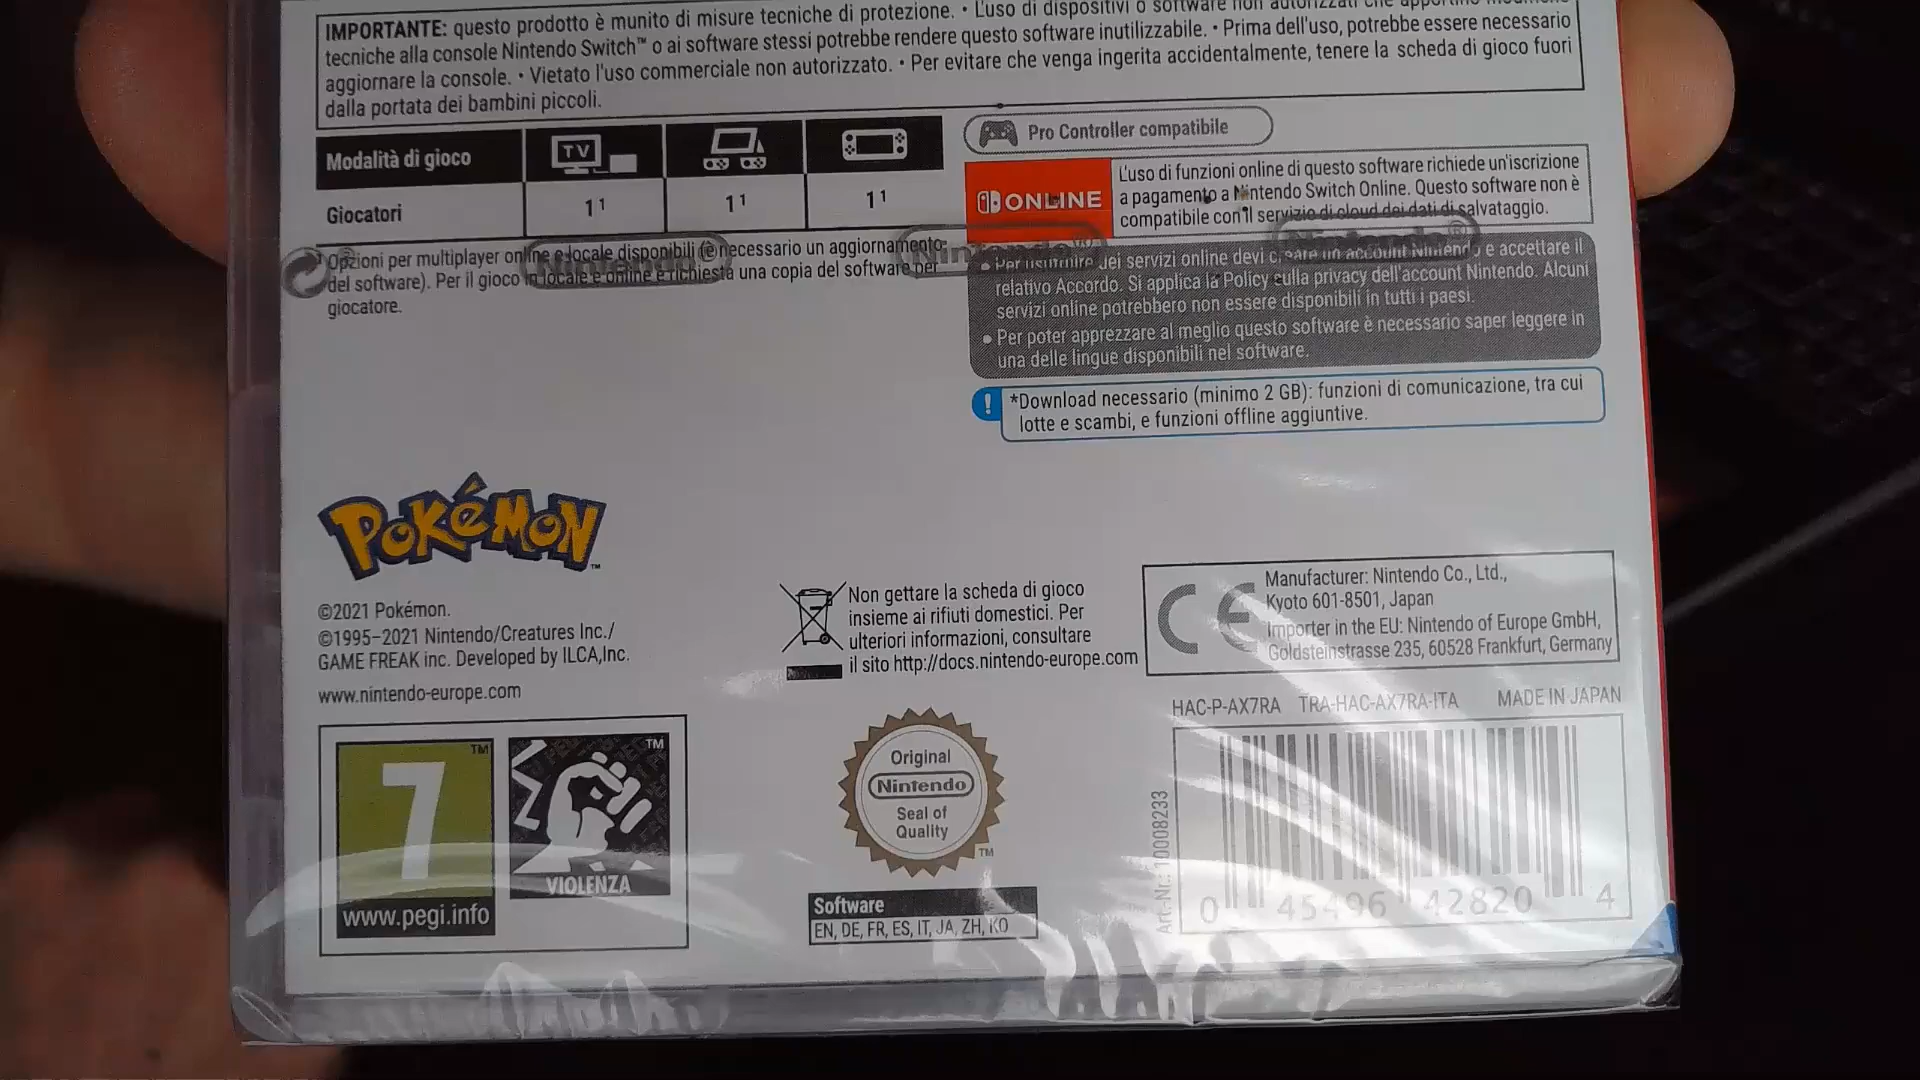 IMPORTANTE: questo prodotto è munito di misure tecniche di protezione. • L'uso di dispositivi o software non autorizzati che
tecniche alla console Nintendo Switch™ o ai software stessi potrebbe rendere questo software inutilizzabile. • Prima dell'uso, potrebbe essere necessario
aggiornare la console. • Vietato l'uso commerciale non autorizzato. • Per evitare che venga ingerita accidentalmente, tenere la scheda di gioco fuori
dalla portata dei bambini piccoli.
Modalità di gioco
TV
Giocatori
1¹
1¹
1¹
¹ Opzioni per multiplayer online e locale disponibili (è necessario un aggiornamento
del software). Per il gioco in locale e online è richiesta una copia del software per
giocatore.
Pro Controller compatibile
ONLINE
L'uso di funzioni online di questo software richiede un'iscrizione
a pagamento a Nintendo Switch Online. Questo software non è
compatibile con il servizio di cloud dei dati di salvataggio.
Nintendo®
Nintendo®
Nintendo®
• Per usufruire dei servizi online devi creare un account Nintendo e accettare il
relativo Accordo. Si applica la Policy sulla privacy dell'account Nintendo. Alcuni
servizi online potrebbero non essere disponibili in tutti i paesi.
• Per poter apprezzare al meglio questo software è necessario saper leggere in
una delle lingue disponibili nel software.
! *Download necessario (minimo 2 GB): funzioni di comunicazione, tra cui
lotte e scambi, e funzioni offline aggiuntive.
POKéMON™
©2021 Pokémon.
©1995–2021 Nintendo/Creatures Inc./
GAME FREAK inc. Developed by ILCA,Inc.
www.nintendo-europe.com
Non gettare la scheda di gioco
insieme ai rifiuti domestici. Per
ulteriori informazioni, consultare
il sito http://docs.nintendo-europe.com
CE
Manufacturer: Nintendo Co., Ltd.,
Kyoto 601-8501, Japan
Importer in the EU: Nintendo of Europe GmbH,
Goldsteinstrasse 235, 60528 Frankfurt, Germany
HAC-P-AX7RA TRA-HAC-AX7RA-ITA MADE IN JAPAN
7™
www.pegi.info
™
VIOLENZA
Original
Nintendo
Seal of
Quality
™
Software
EN, DE, FR, ES, IT, JA, ZH, KO
Art.-Nr.: 10008233
0 45496 42820 4